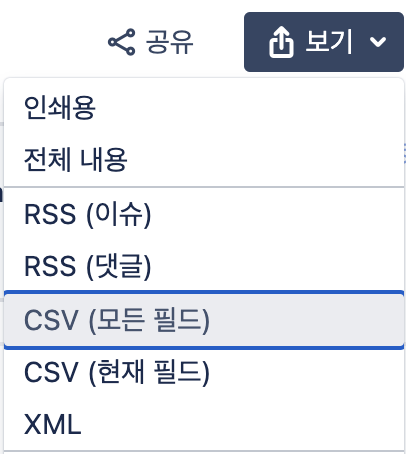 공유
보기
인쇄용
전체 내용
RSS (이슈)
RSS (댓글)
CSV (모든 필드)
CSV (현재 필드)
XML